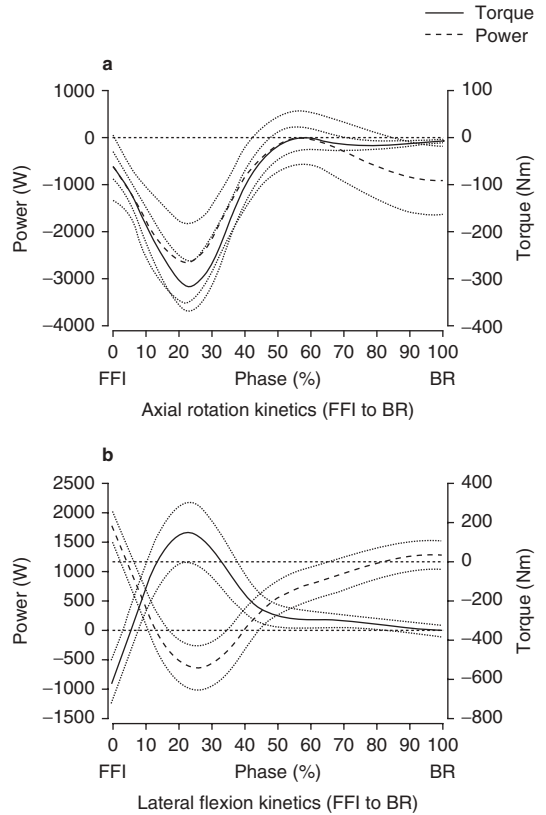 Torque
Power
a
1000
0
−1000
−2000
−3000
−4000
Power (W)
100
0
−100
−200
−300
−400
Torque (Nm)
0 10 20 30 40 50 60 70 80 90 100
FFI Phase (%) BR
Axial rotation kinetics (FFI to BR)
b
2500
2000
1500
1000
500
0
−500
−1000
−1500
Power (W)
400
200
0
−200
−400
−600
−800
Torque (Nm)
0 10 20 30 40 50 60 70 80 90 100
FFI Phase (%) BR
Lateral flexion kinetics (FFI to BR)